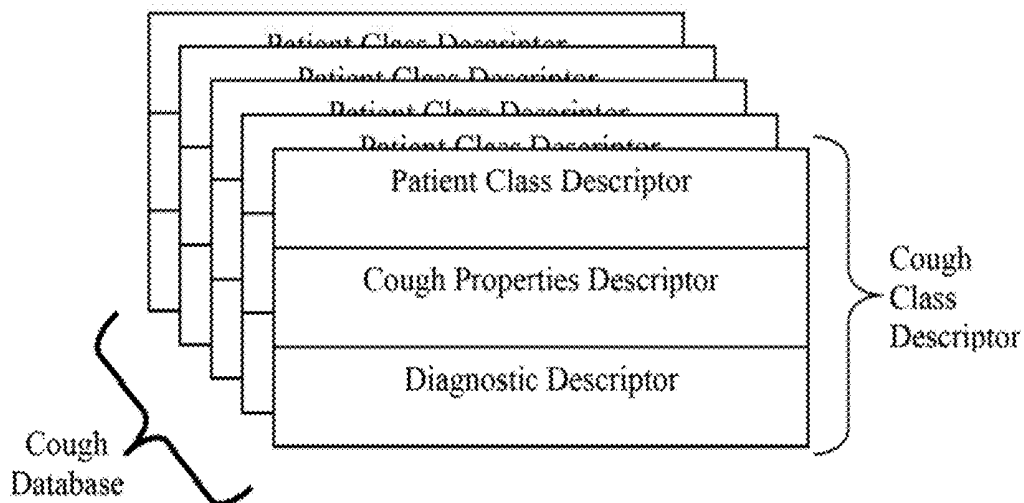 Patient Class Descriptor
Patient Class Descriptor
Patient Class Descriptor
Patient Class Descriptor
Patient Class Descriptor
Cough Properties Descriptor
Diagnostic Descriptor
Cough
Class
Descriptor
Cough
Database